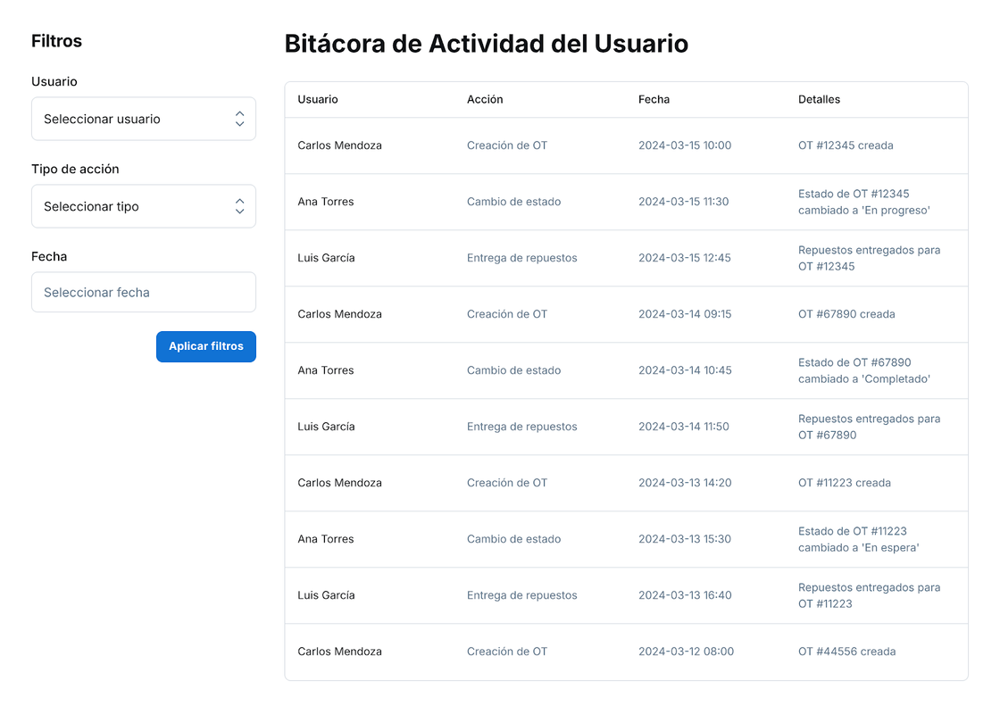 Filtros
Usuario
Seleccionar usuario
Tipo de acción
Seleccionar tipo
Fecha
Seleccionar fecha
Aplicar filtros
Bitácora de Actividad del Usuario
Usuario Acción Fecha Detalles
Carlos Mendoza Creación de OT 2024-03-15 10:00 OT #12345 creada
Ana Torres Cambio de estado 2024-03-15 11:30 Estado de OT #12345
cambiado a 'En progreso'
Luis García Entrega de repuestos 2024-03-15 12:45 Repuestos entregados para
OT #12345
Carlos Mendoza Creación de OT 2024-03-14 09:15 OT #67890 creada
Ana Torres Cambio de estado 2024-03-14 10:45 Estado de OT #67890
cambiado a 'Completado'
Luis García Entrega de repuestos 2024-03-14 11:50 Repuestos entregados para
OT #67890
Carlos Mendoza Creación de OT 2024-03-13 14:20 OT #11223 creada
Ana Torres Cambio de estado 2024-03-13 15:30 Estado de OT #11223
cambiado a 'En espera'
Luis García Entrega de repuestos 2024-03-13 16:40 Repuestos entregados para
OT #11223
Carlos Mendoza Creación de OT 2024-03-12 08:00 OT #44556 creada